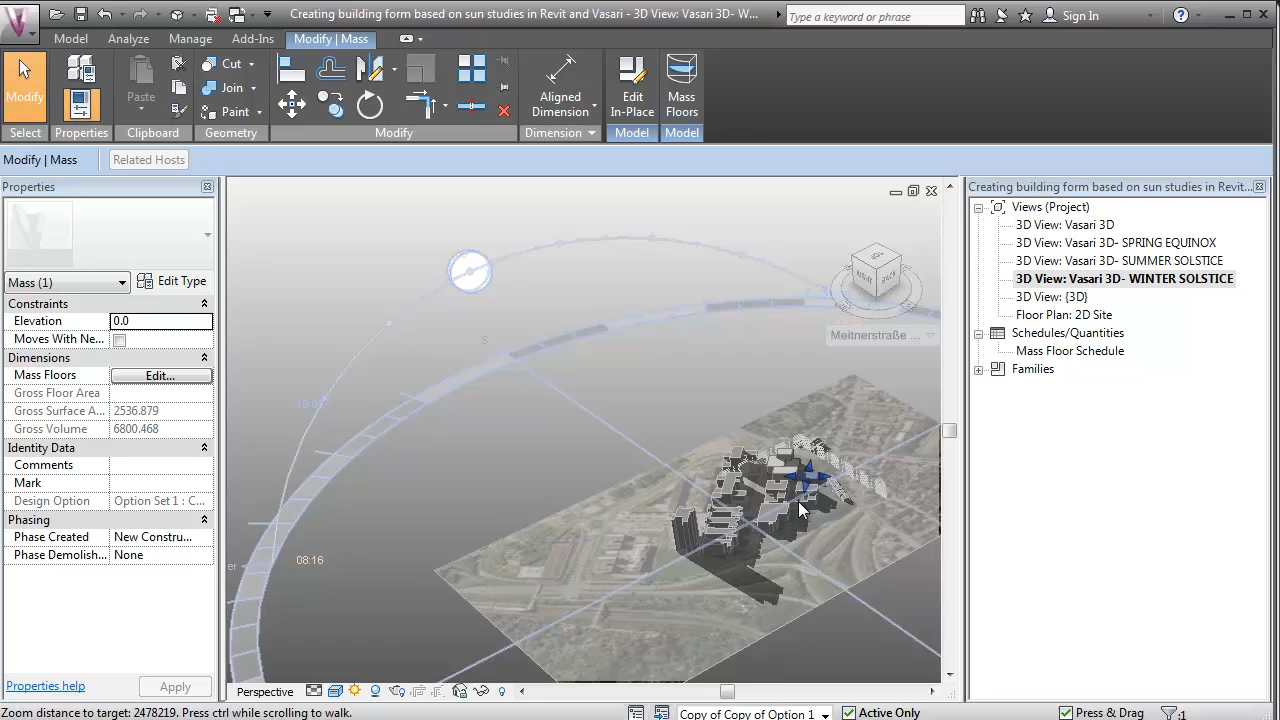 Creating building form based on sun studies in Revit and Vasari - 3D View: Vasari 3D- W...
Type a keyword or phrase
Sign In
Model
Analyze
Manage
Add-Ins
Modify | Mass
Modify
Paste
Cut
Join
Paint
Aligned
Dimension
Edit
In-Place
Mass
Floors
Select
Properties
Clipboard
Geometry
Modify
Dimension
Model
Model
Modify | Mass
Related Hosts
Properties
Mass (1)
Edit Type
Constraints
Elevation 0.0
Moves With Ne...
Dimensions
Mass Floors Edit...
Gross Floor Area
Gross Surface A... 2536.879
Gross Volume 6800.468
Identity Data
Comments
Mark
Design Option Option Set 1 : C...
Phasing
Phase Created New Constru...
Phase Demolish... None
Properties help
Apply
S
08:16
er
Meitnerstraße ...
Creating building form based on sun studies in Revit...
Views (Project)
3D View: Vasari 3D
3D View: Vasari 3D- SPRING EQUINOX
3D View: Vasari 3D- SUMMER SOLSTICE
3D View: Vasari 3D- WINTER SOLSTICE
3D View: {3D}
Floor Plan: 2D Site
Schedules/Quantities
Mass Floor Schedule
Families
Perspective
Zoom distance to target: 2478219. Press ctrl while scrolling to walk.
Copy of Copy of Option 1
Active Only
Press & Drag
:1